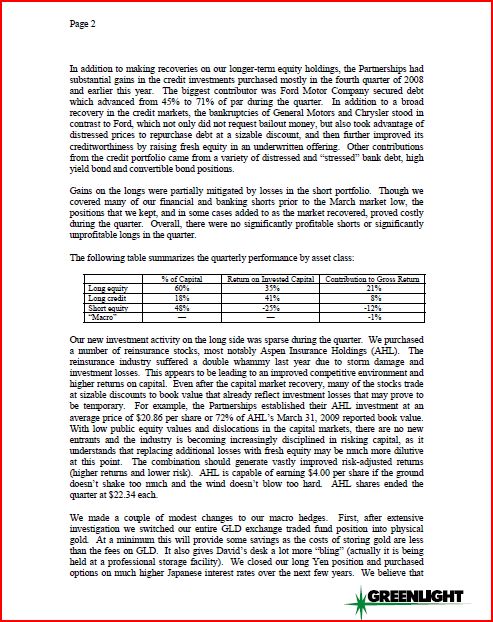 Page 2
In addition to making recoveries on our longer-term equity holdings, the Partnerships had
substantial gains in the credit investments purchased mostly in the fourth quarter of 2008
and earlier this year. The biggest contributor was Ford Motor Company secured debt
which advanced from 45% to 71% of par during the quarter. In addition to a broad
recovery in the credit markets, the bankruptcies of General Motors and Chrysler stood in
contrast to Ford, which not only did not request bailout money, but also took advantage of
distressed prices to repurchase debt at a sizable discount, and then further improved its
creditworthiness by raising fresh equity in an underwritten offering. Other contributions
from the credit portfolio came from a variety of distressed and “stressed” bank debt, high
yield bond and convertible bond positions.
Gains on the longs were partially mitigated by losses in the short portfolio. Though we
covered many of our financial and banking shorts prior to the March market low, the
positions that we kept, and in some cases added to as the market recovered, proved costly
during the quarter. Overall, there were no significantly profitable shorts or significantly
unprofitable longs in the quarter.
The following table summarizes the quarterly performance by asset class:
% of Capital Return on Invested Capital Contribution to Gross Return
Long equity 60% 35% 21%
Long credit 18% 41% 8%
Short equity 48% -25% -12%
“Macro” — — -1%
Our new investment activity on the long side was sparse during the quarter. We purchased
a number of reinsurance stocks, most notably Aspen Insurance Holdings (AHL). The
reinsurance industry suffered a double whammy last year due to storm damage and
investment losses. This appears to be leading to an improved competitive environment and
higher returns on capital. Even after the capital market recovery, many of the stocks trade
at sizable discounts to book value that already reflect investment losses that may prove to
be temporary. For example, the Partnerships established their AHL investment at an
average price of $20.86 per share or 72% of AHL’s March 31, 2009 reported book value.
With low public equity values and dislocations in the capital markets, there are no new
entrants and the industry is becoming increasingly disciplined in risking capital, as it
understands that replacing additional losses with fresh equity may be much more dilutive
at this point. The combination should generate vastly improved risk-adjusted returns
(higher returns and lower risk). AHL is capable of earning $4.00 per share if the ground
doesn’t shake too much and the wind doesn’t blow too hard. AHL shares ended the
quarter at $22.34 each.
We made a couple of modest changes to our macro hedges. First, after extensive
investigation we switched our entire GLD exchange traded fund position into physical
gold. At a minimum this will provide some savings as the costs of storing gold are less
than the fees on GLD. It also gives David’s desk a lot more “bling” (actually it is being
held at a professional storage facility). We closed our long Yen position and purchased
options on much higher Japanese interest rates over the next few years. We believe that
GREENLIGHT